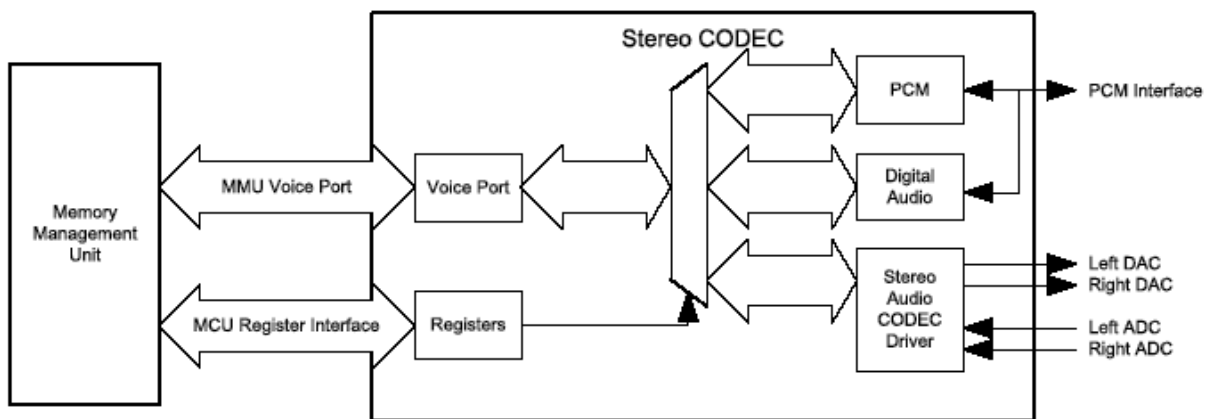 Stereo CODEC
Memory
Management
Unit
MMU Voice Port
Voice Port
MCU Register Interface
Registers
PCM
Digital
Audio
Stereo
Audio
CODEC
Driver
PCM Interface
Left DAC
Right DAC
Left ADC
Right ADC